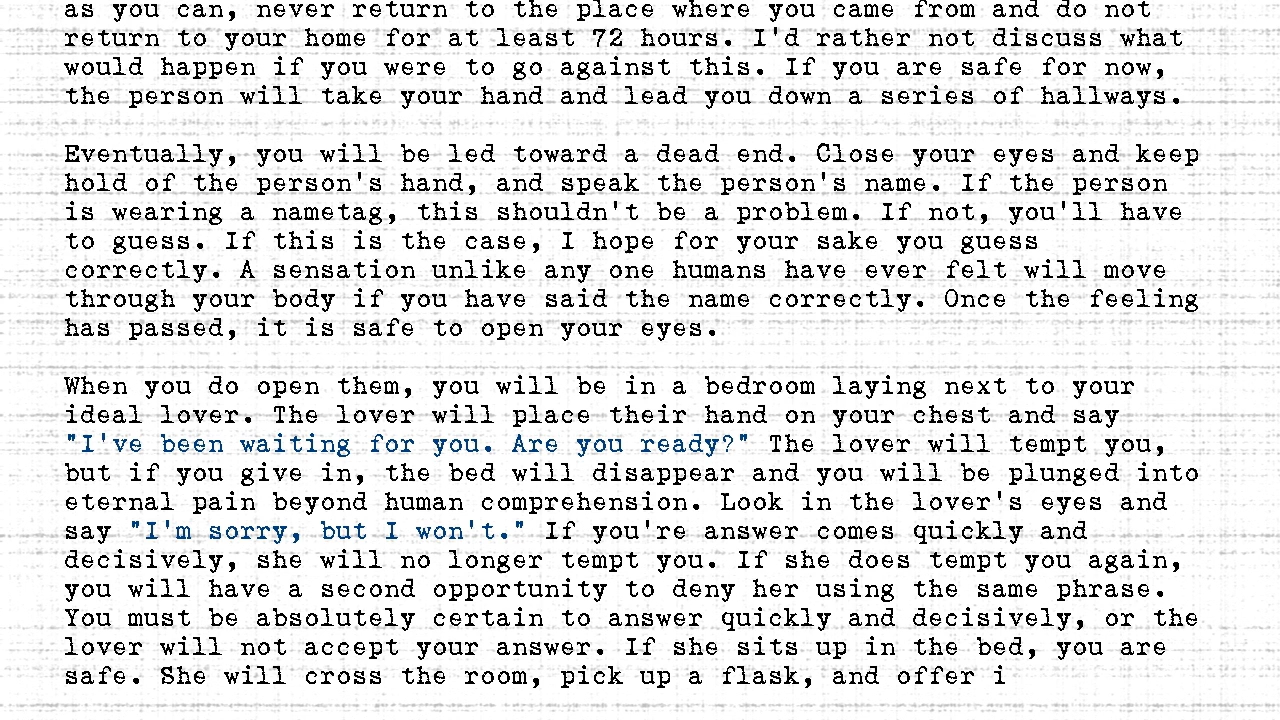 as you can, never return to the place where you came from and do not
return to your home for at least 72 hours. I'd rather not discuss what
would happen if you were to go against this. If you are safe for now,
the person will take your hand and lead you down a series of hallways.
Eventually, you will be led toward a dead end. Close your eyes and keep
hold of the person's hand, and speak the person's name. If the person
is wearing a nametag, this shouldn't be a problem. If not, you'll have
to guess. If this is the case, I hope for your sake you guess
correctly. A sensation unlike any one humans have ever felt will move
through your body if you have said the name correctly. Once the feeling
has passed, it is safe to open your eyes.
When you do open them, you will be in a bedroom laying next to your
ideal lover. The lover will place their hand on your chest and say
"I've been waiting for you. Are you ready?" The lover will tempt you,
but if you give in, the bed will disappear and you will be plunged into
eternal pain beyond human comprehension. Look in the lover's eyes and
say "I'm sorry, but I won't." If you're answer comes quickly and
decisively, she will no longer tempt you. If she does tempt you again,
you will have a second opportunity to deny her using the same phrase.
You must be absolutely certain to answer quickly and decisively, or the
lover will not accept your answer. If she sits up in the bed, you are
safe. She will cross the room, pick up a flask, and offer i